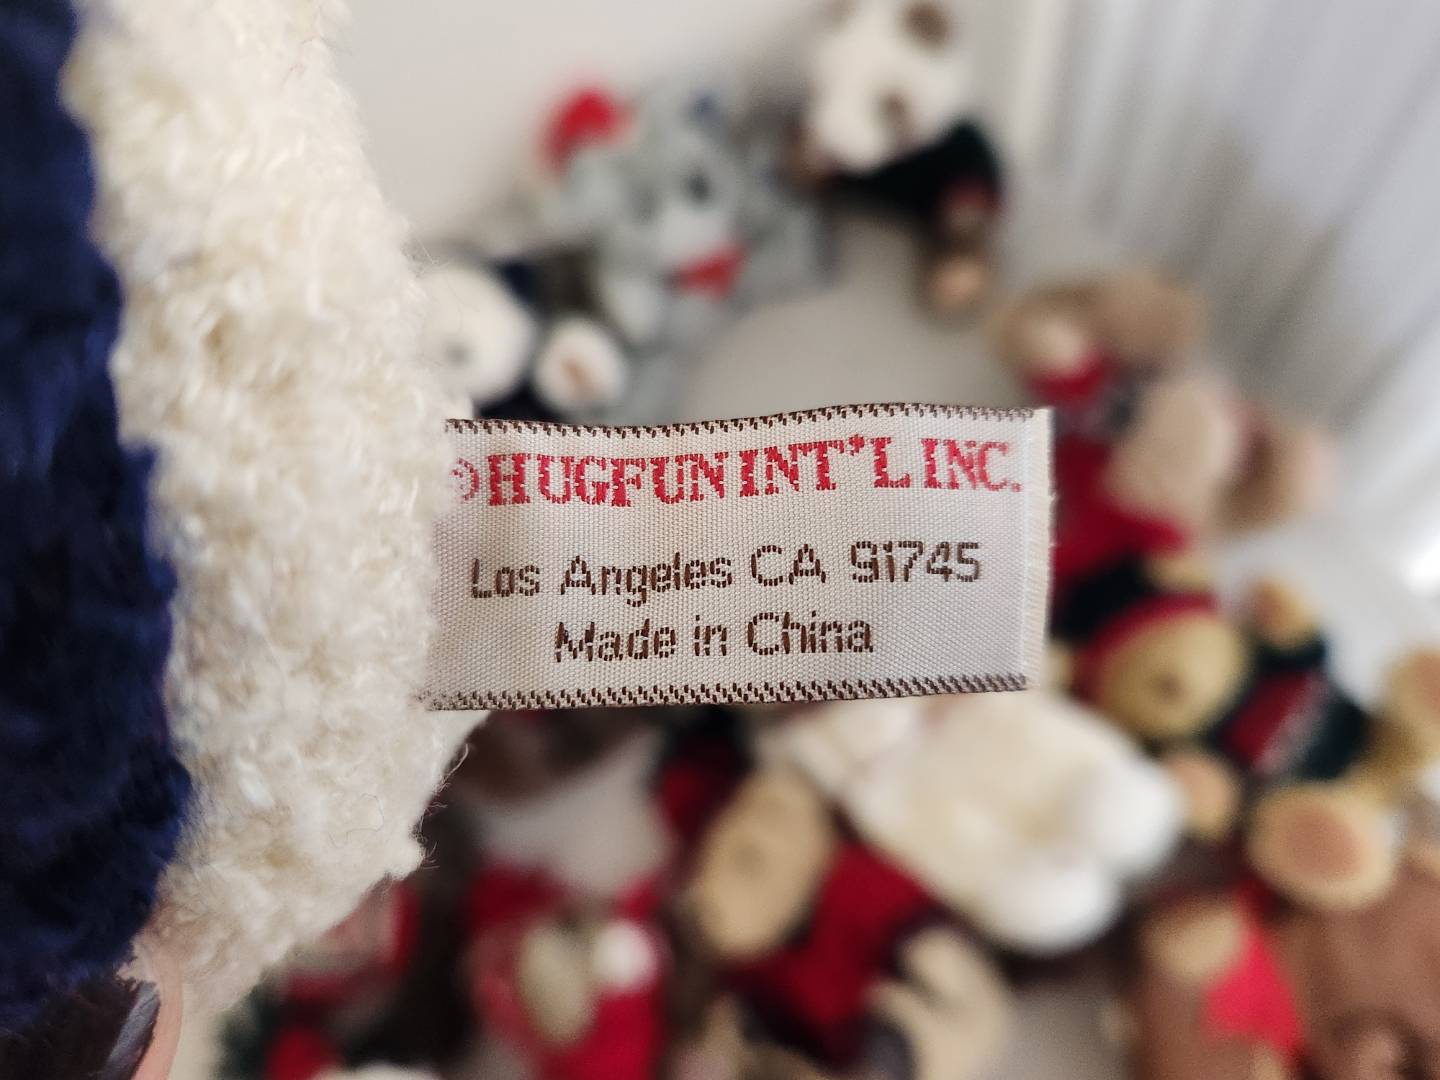 ©HUGFUN INT'L INC.
Los Angeles CA 91745
Made in China